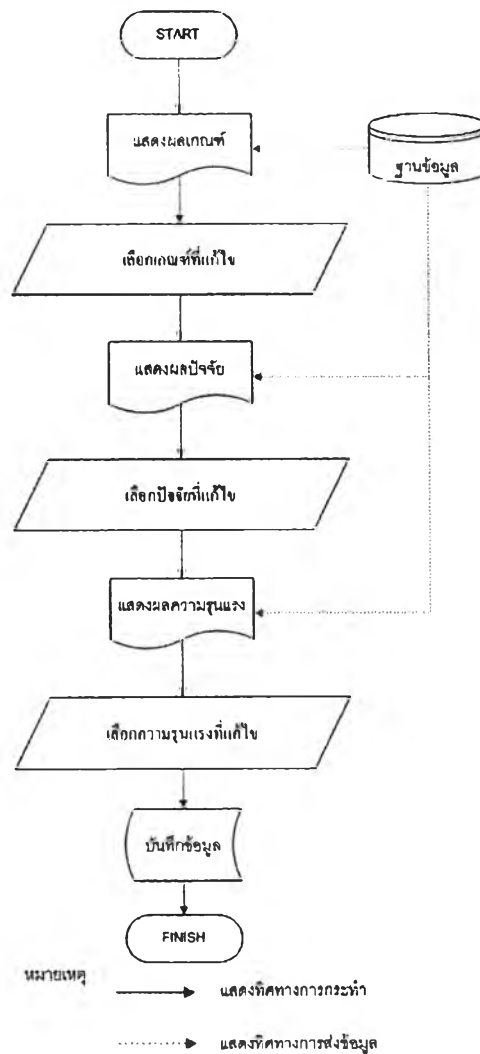 START
แสดงผลเกณฑ์
ฐานข้อมูล
เลือกเกณฑ์ที่แก้ไข
แสดงผลปัจจัย
เลือกปัจจัยที่แก้ไข
แสดงผลความรุนแรง
เลือกความรุนแรงที่แก้ไข
บันทึกข้อมูล
FINISH
หมายเหตุ
แสดงทิศทางการกระทำ
แสดงทิศทางการส่งข้อมูล